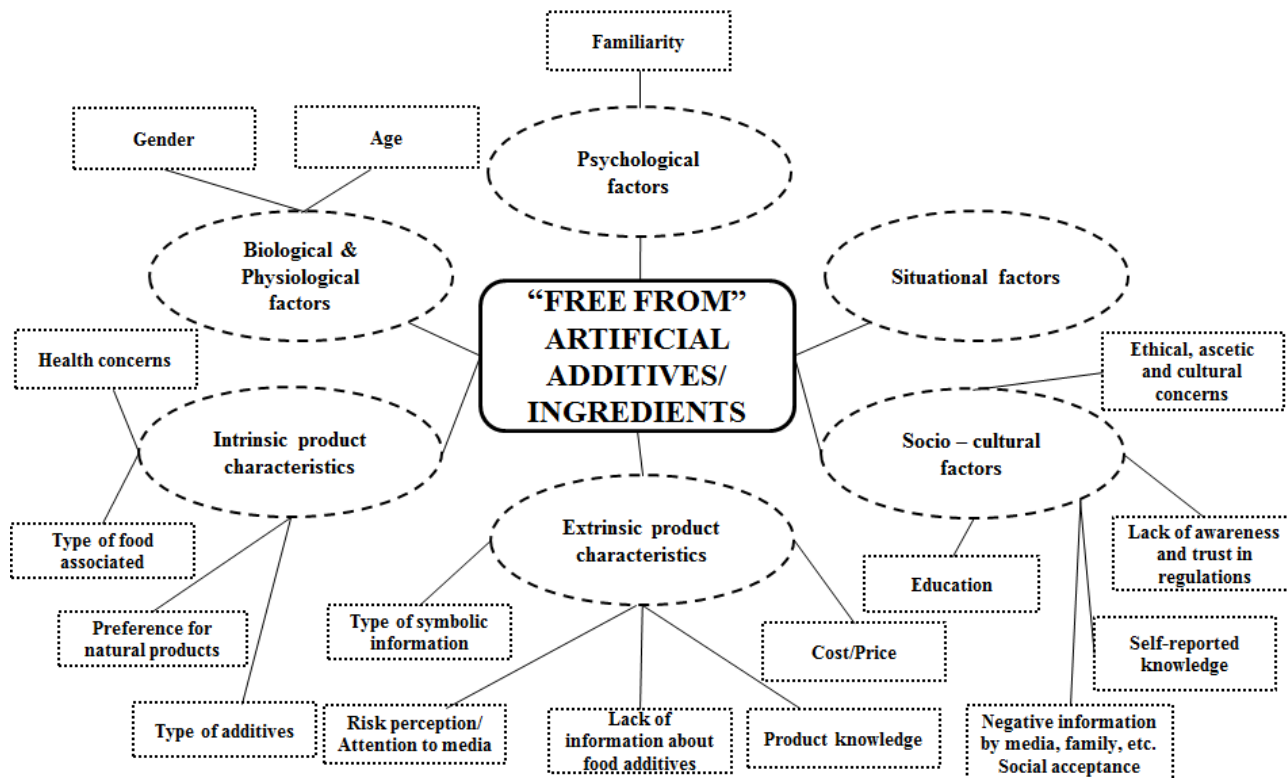 Familiarity
Gender
Age
Psychological
factors
Biological &
Physiological
factors
Situational factors
“FREE FROM”
ARTIFICIAL
ADDITIVES/
INGREDIENTS
Health concerns
Ethical, ascetic
and cultural
concerns
Intrinsic product
characteristics
Socio – cultural
factors
Extrinsic product
characteristics
Type of food
associated
Lack of awareness
and trust in
regulations
Education
Preference for
natural products
Type of symbolic
information
Cost/Price
Self-reported
knowledge
Type of additives
Risk perception/
Attention to media
Lack of
information about
food additives
Product knowledge
Negative information
by media, family, etc.
Social acceptance